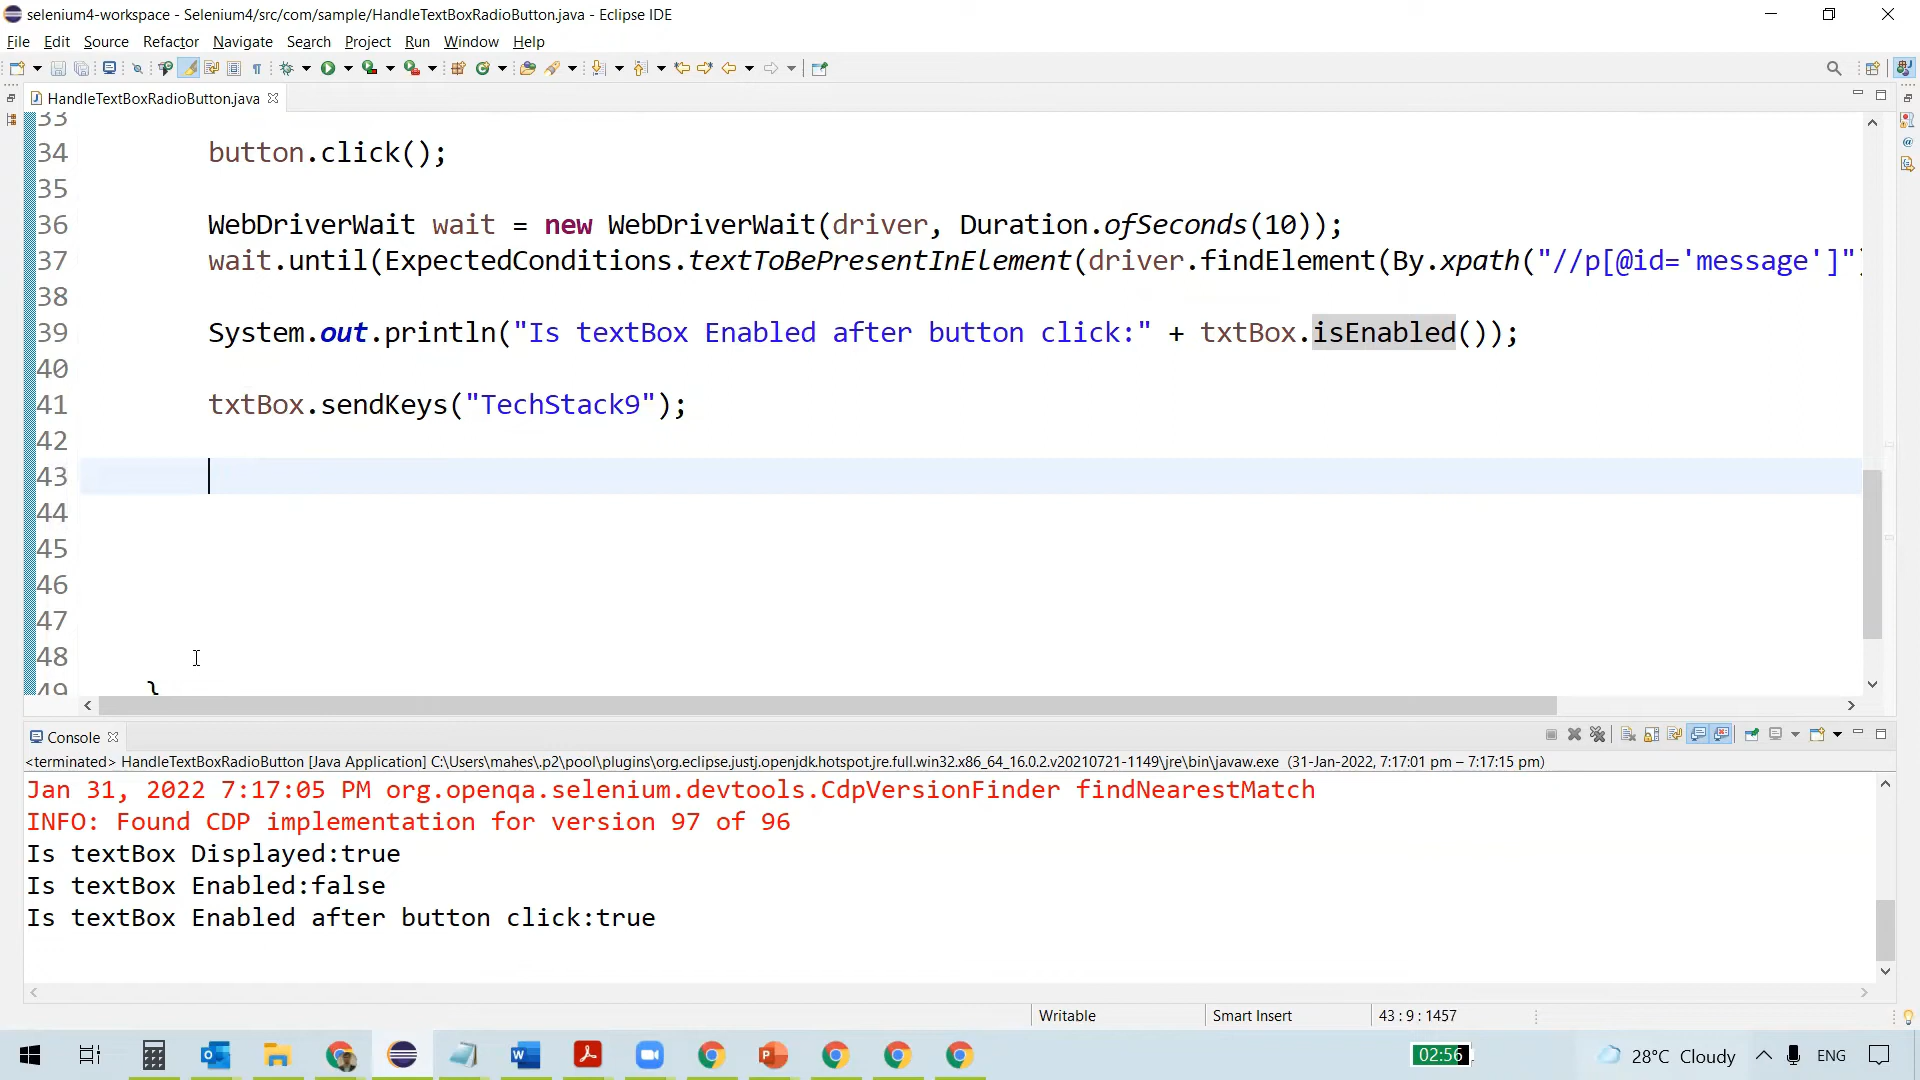 selenium4-workspace - Selenium4/src/com/sample/HandleTextBoxRadioButton.java - Eclipse IDE
File Edit Source Refactor Navigate Search Project Run Window Help
HandleTextBoxRadioButton.java
33
34 button.click();
35
36 WebDriverWait wait = new WebDriverWait(driver, Duration.ofSeconds(10));
37 wait.until(ExpectedConditions.textToBePresentInElement(driver.findElement(By.xpath("//p[@id='message']")
38
39 System.out.println("Is textBox Enabled after button click:" + txtBox.isEnabled());
40
41 txtBox.sendKeys("TechStack9");
42
43
44
45
46
47
48
49 }
Console
<terminated> HandleTextBoxRadioButton [Java Application] C:\Users\mahes\.p2\pool\plugins\org.eclipse.justj.openjdk.hotspot.jre.full.win32.x86_64_16.0.2.v20210721-1149\jre\bin\javaw.exe (31-Jan-2022, 7:17:01 pm – 7:17:15 pm)
Jan 31, 2022 7:17:05 PM org.openqa.selenium.devtools.CdpVersionFinder findNearestMatch
INFO: Found CDP implementation for version 97 of 96
Is textBox Displayed:true
Is textBox Enabled:false
Is textBox Enabled after button click:true
Writable Smart Insert 43 : 9 : 1457
02:56 28°C Cloudy ENG